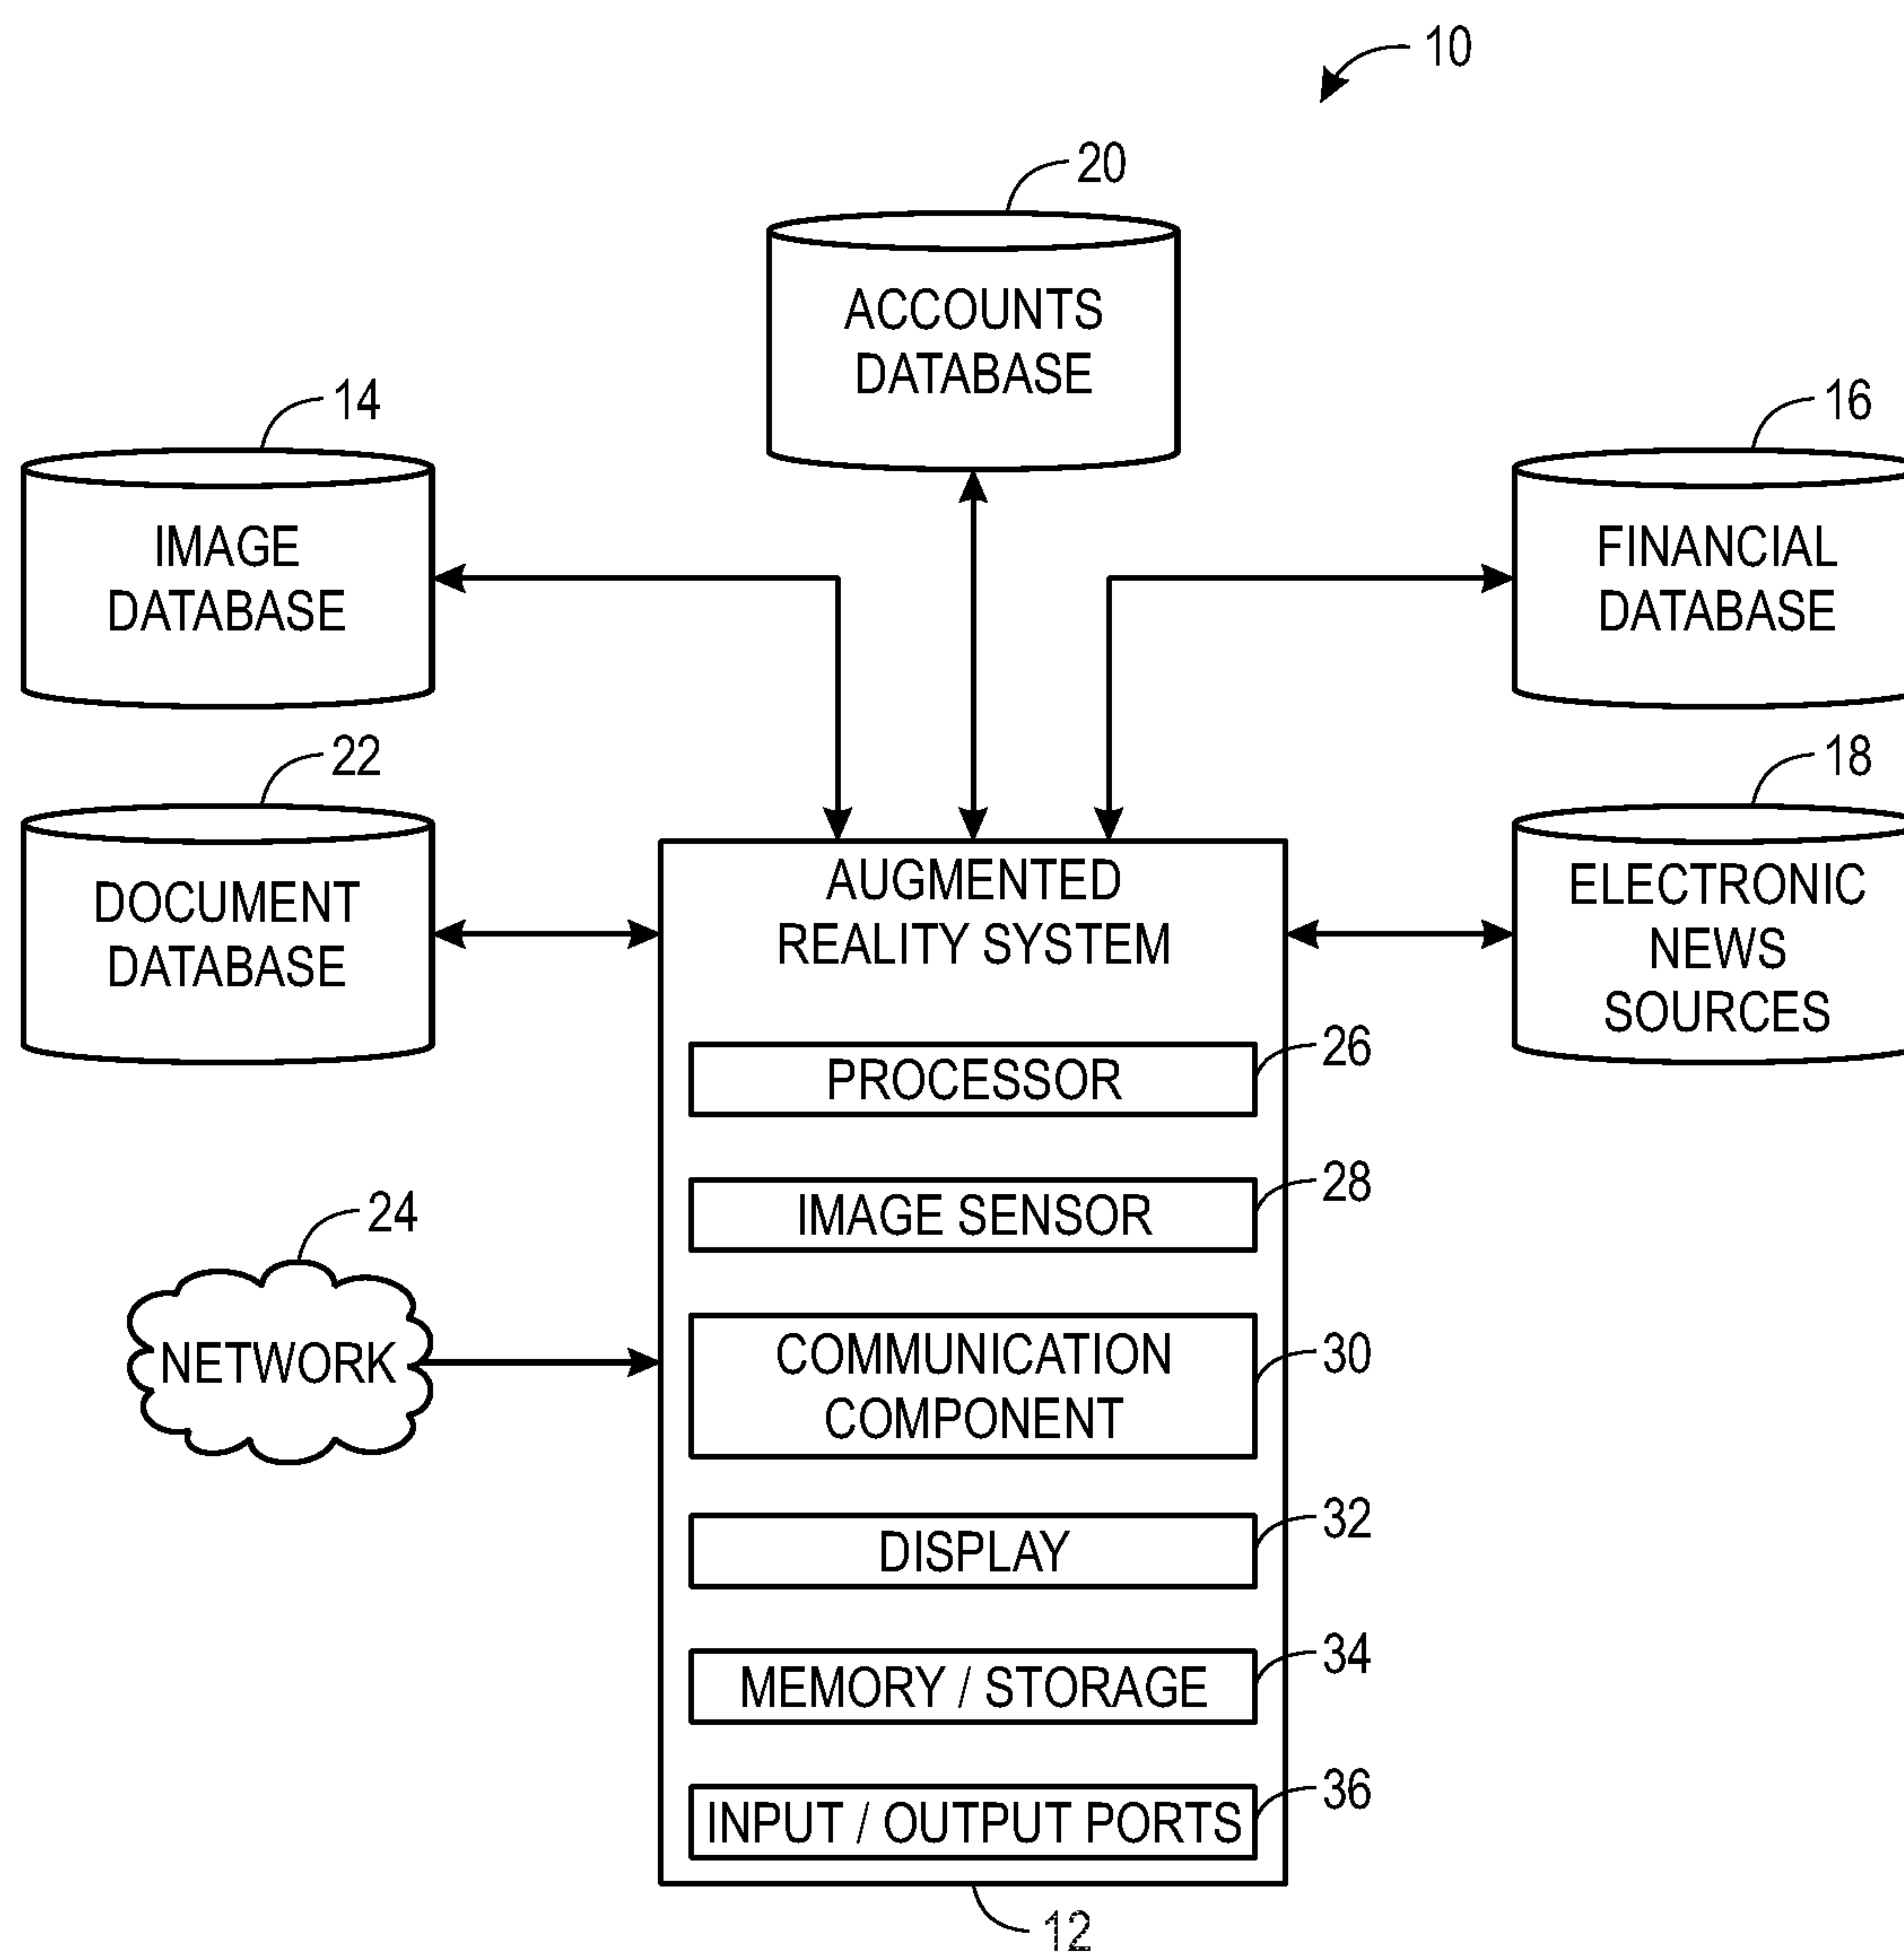 10
20
ACCOUNTS
DATABASE
14
IMAGE
DATABASE
16
FINANCIAL
DATABASE
22
DOCUMENT
DATABASE
18
ELECTRONIC
NEWS
SOURCES
AUGMENTED
REALITY SYSTEM
PROCESSOR
26
IMAGE SENSOR
28
24
NETWORK
COMMUNICATION
COMPONENT
30
DISPLAY
32
MEMORY / STORAGE
34
INPUT / OUTPUT PORTS
36
12